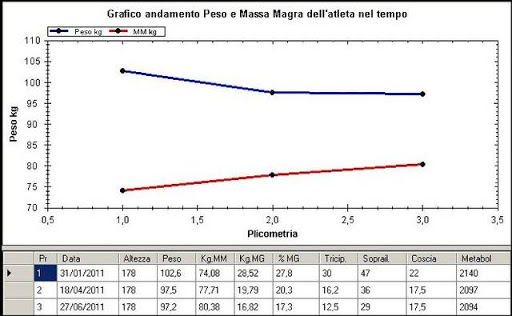 Grafico andamento Peso e Massa Magra dell'atleta nel tempo
Peso kg MM kg
Peso kg
110
105
100
95
90
85
80
75
70
0,5 1,0 1,5 2,0 2,5 3,0 3,5
Plicometria
Pr Data Altezza Peso Kg.MM Kg.MG % MG Tricip. Soprail. Coscia Metabol
1 31/01/2011 178 102,6 74,08 28,52 27,8 30 47 22 2140
2 18/04/2011 178 97,5 77,71 19,79 20,3 16,2 36 17,5 2097
3 27/06/2011 178 97,2 80,38 16,82 17,3 12,5 29 17,5 2094